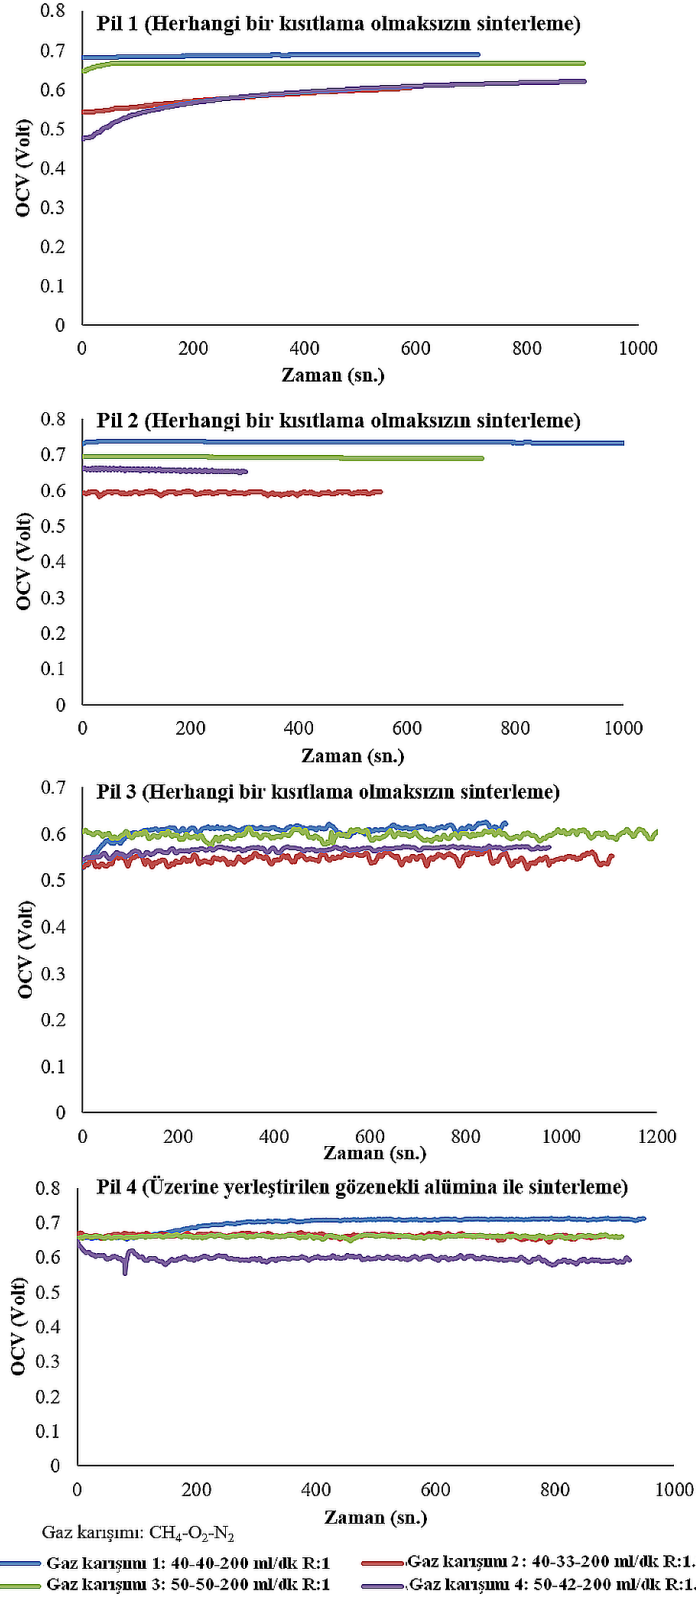 Pil 1 (Herhangi bir kısıtlama olmaksızın sinterleme)
0.8
0.7
0.6
0.5
0.4
0.3
0.2
0.1
0
OCV (Volt)
0 200 400 600 800 1000
Zaman (sn.)
Pil 2 (Herhangi bir kısıtlama olmaksızın sinterleme)
0.8
0.7
0.6
0.5
0.4
0.3
0.2
0.1
0
OCV (Volt)
0 200 400 600 800 1000
Zaman (sn.)
Pil 3 (Herhangi bir kısıtlama olmaksızın sinterleme)
0.7
0.6
0.5
0.4
0.3
0.2
0.1
0
OCV (Volt)
0 200 400 600 800 1000 1200
Zaman (sn.)
Pil 4 (Üzerine yerleştirilen gözenekli alümina ile sinterleme)
0.8
0.7
0.6
0.5
0.4
0.3
0.2
0.1
0
OCV (Volt)
0 200 400 600 800 1000
Zaman (sn.)
Gaz karışımı: CH₄-O₂-N₂
Gaz karışımı 1: 40-40-200 ml/dk R:1 Gaz karışımı 2: 40-33-200 ml/dk R:1.
Gaz karışımı 3: 50-50-200 ml/dk R:1 Gaz karışımı 4: 50-42-200 ml/dk R:1.